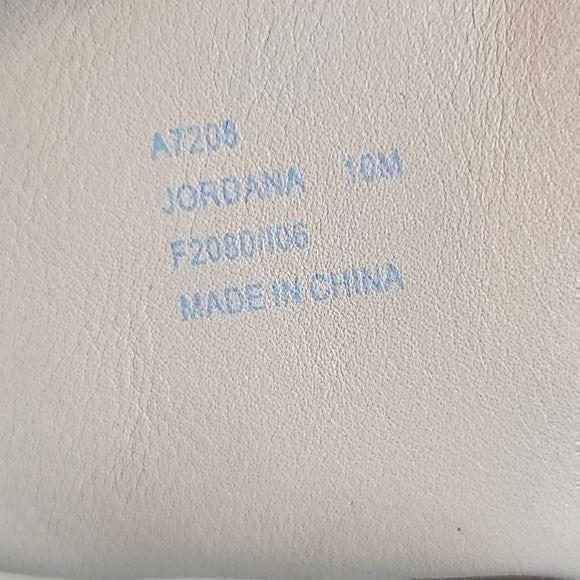 A7208
JORDANA 10M
F2080/I06
MADE IN CHINA